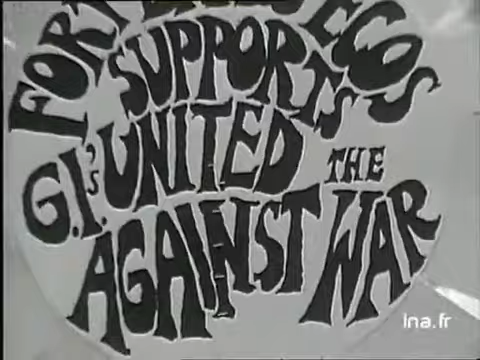 FORT
SUPPORTS
G.I.'S. UNITED
AGAINST THE
WAR
Ina.fr